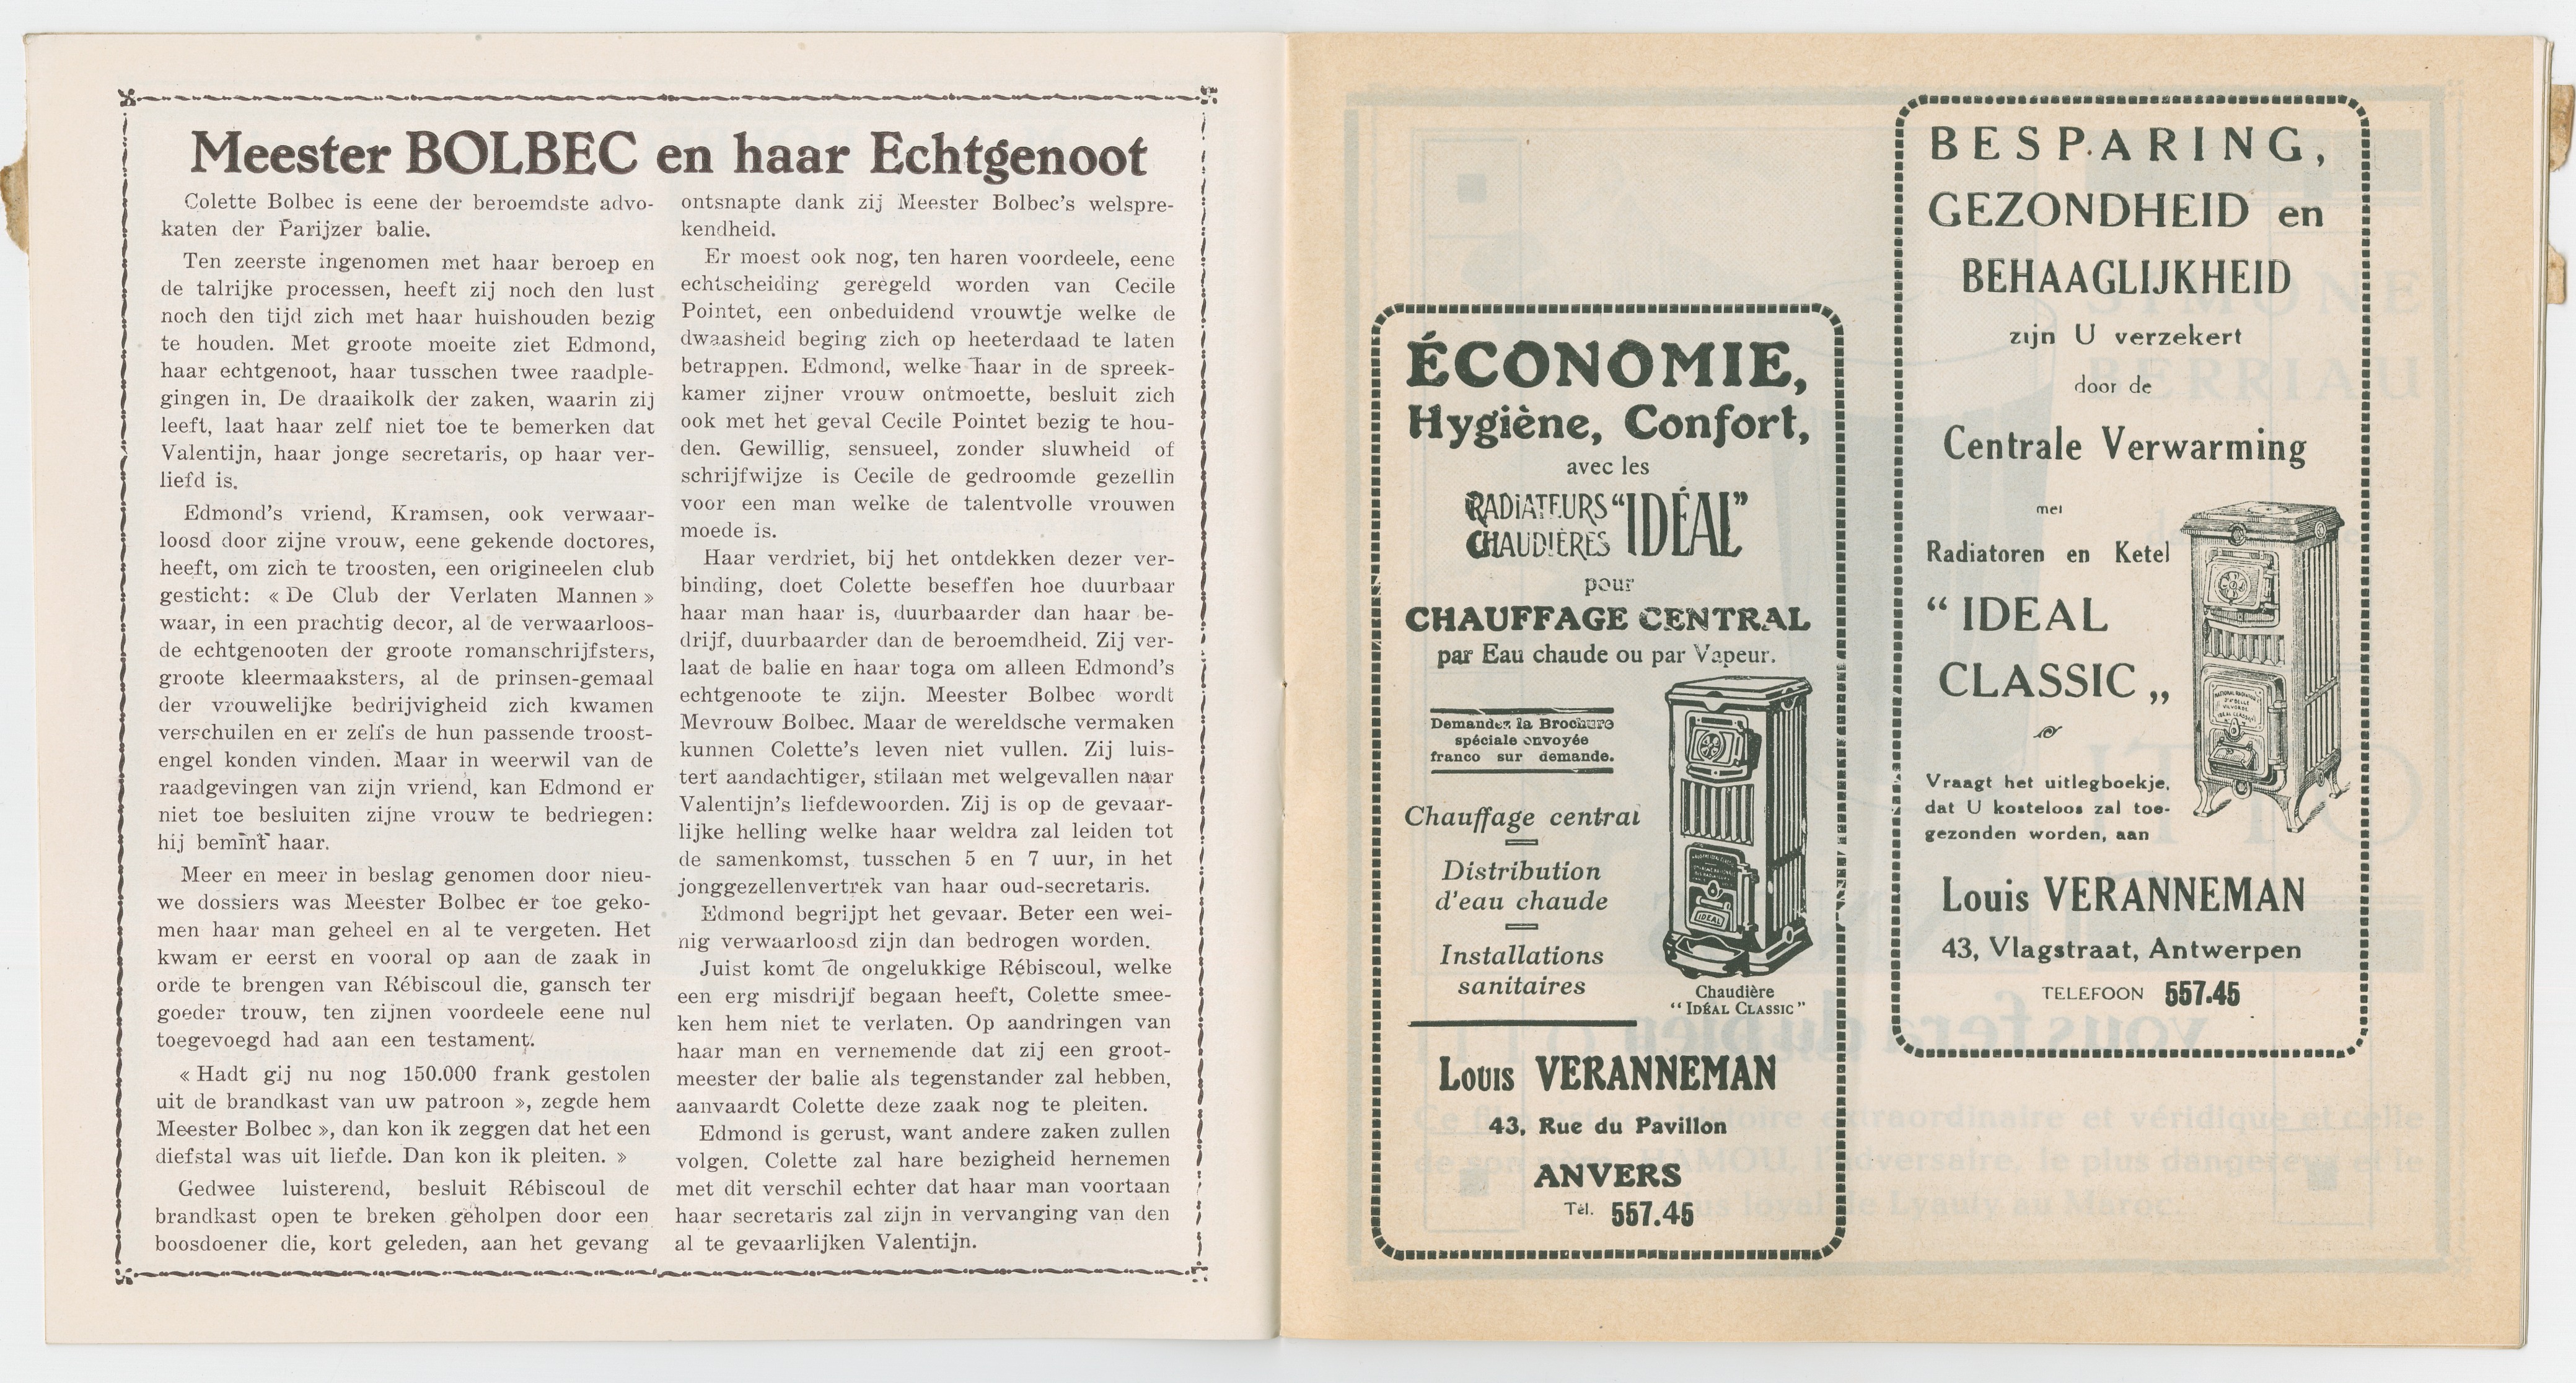 Meester BOLBEC en haar Echtgenoot
Colette Bolbec is eene der beroemdste advo-
katen der Parijzer balie.
Ten zeerste ingenomen met haar beroep en
de talrijke processen, heeft zij noch den lust
noch den tijd zich met haar huishouden bezig
te houden. Met groote moeite ziet Edmond,
haar echtgenoot, haar tusschen twee raadple-
gingen in. De draaikolk der zaken, waarin zij
leeft, laat haar zelf niet toe te bemerken dat
Valentijn, haar jonge secretaris, op haar ver-
liefd is.
Edmond's vriend, Kramsen, ook verwaar-
loosd door zijne vrouw, eene gekende doctores,
heeft, om zich te troosten, een origineelen club
gesticht: « De Club der Verlaten Mannen »
waar, in een prachtig decor, al de verwaarloos-
de echtgenooten der groote romanschrijfsters,
groote kleermaaksters, al de prinsen-gemaal
der vrouwelijke bedrijvigheid zich kwamen
verschuilen en er zelfs de hun passende troost-
engel konden vinden. Maar in weerwil van de
raadgevingen van zijn vriend, kan Edmond er
niet toe besluiten zijne vrouw te bedriegen:
hij bemint haar.
Meer en meer in beslag genomen door nieu-
we dossiers was Meester Bolbec er toe geko-
men haar man geheel en al te vergeten. Het
kwam er eerst en vooral op aan de zaak in
orde te brengen van Rébiscoul die, gansch ter
goeder trouw, ten zijnen voordeele eene nul
toegevoegd had aan een testament.
« Hadt gij nu nog 150.000 frank gestolen
uit de brandkast van uw patroon », zegde hem
Meester Bolbec », dan kon ik zeggen dat het een
diefstal was uit liefde. Dan kon ik pleiten. »
Gedwee luisterend, besluit Rébiscoul de
brandkast open te breken geholpen door een
boosdoener die, kort geleden, aan het gevang
ontsnapte dank zij Meester Bolbec's welspre-
kendheid.
Er moest ook nog, ten haren voordeele, eene
echtscheiding geregeld worden van Cecile
Pointet, een onbeduidend vrouwtje welke de
dwaasheid beging zich op heeterdaad te laten
betrappen. Edmond, welke haar in de spreek-
kamer zijner vrouw ontmoette, besluit zich
ook met het geval Cecile Pointet bezig te hou-
den. Gewillig, sensueel, zonder sluwheid of
schrijfwijze is Cecile de gedroomde gezellin
voor een man welke de talentvolle vrouwen
moede is.
Haar verdriet, bij het ontdekken dezer ver-
binding, doet Colette beseffen hoe duurbaar
haar man haar is, duurbaarder dan haar be-
drijf, duurbaarder dan de beroemdheid. Zij ver-
laat de balie en haar toga om alleen Edmond's
echtgenoote te zijn. Meester Bolbec wordt
Mevrouw Bolbec. Maar de wereldsche vermaken
kunnen Colette's leven niet vullen. Zij luis-
tert aandachtiger, stilaan met welgevallen naar
Valentijn's liefdewoorden. Zij is op de gevaar-
lijke helling welke haar weldra zal leiden tot
de samenkomst, tusschen 5 en 7 uur, in het
jonggezellenvertrek van haar oud-secretaris.
Edmond begrijpt het gevaar. Beter een wei-
nig verwaarloosd zijn dan bedrogen worden.
Juist komt de ongelukkige Rébiscoul, welke
een erg misdrijf begaan heeft, Colette smee-
ken hem niet te verlaten. Op aandringen van
haar man en vernemende dat zij een groot-
meester der balie als tegenstander zal hebben,
aanvaardt Colette deze zaak nog te pleiten.
Edmond is gerust, want andere zaken zullen
volgen. Colette zal hare bezigheid hernemen
met dit verschil echter dat haar man voortaan
haar secretaris zal zijn in vervanging van den
al te gevaarlijken Valentijn.
ÉCONOMIE,
Hygiène, Confort,
avec les
RADIATEURS "IDÉAL"
CHAUDIÈRES
pour
CHAUFFAGE CENTRAL
par Eau chaude ou par Vapeur.
Demandez la Brochure
spéciale envoyée
franco sur demande.
Chauffage central
Distribution
d'eau chaude
Installations
sanitaires
IDEAL
Chaudière
"IDÉAL CLASSIC"
Louis VERANNEMAN
43, Rue du Pavillon
ANVERS
Tél. 557.45
BESPARING,
GEZONDHEID en
BEHAAGLIJKHEID
zijn U verzekert
door de
Centrale Verwarming
met
Radiatoren en Ketel
"IDEAL
CLASSIC„
Vraagt het uitlegboekje,
dat U kosteloos zal toe-
gezonden worden, aan
Louis VERANNEMAN
43, Vlagstraat, Antwerpen
TELEFOON 557.45